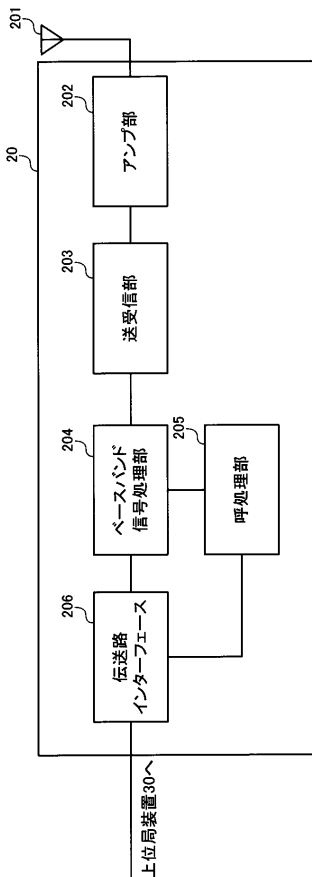 20
201
202
アンプ部
203
送受信部
204
ベースバンド
信号処理部
205
呼処理部
206
伝送路
インターフェース
上位局装置30へ